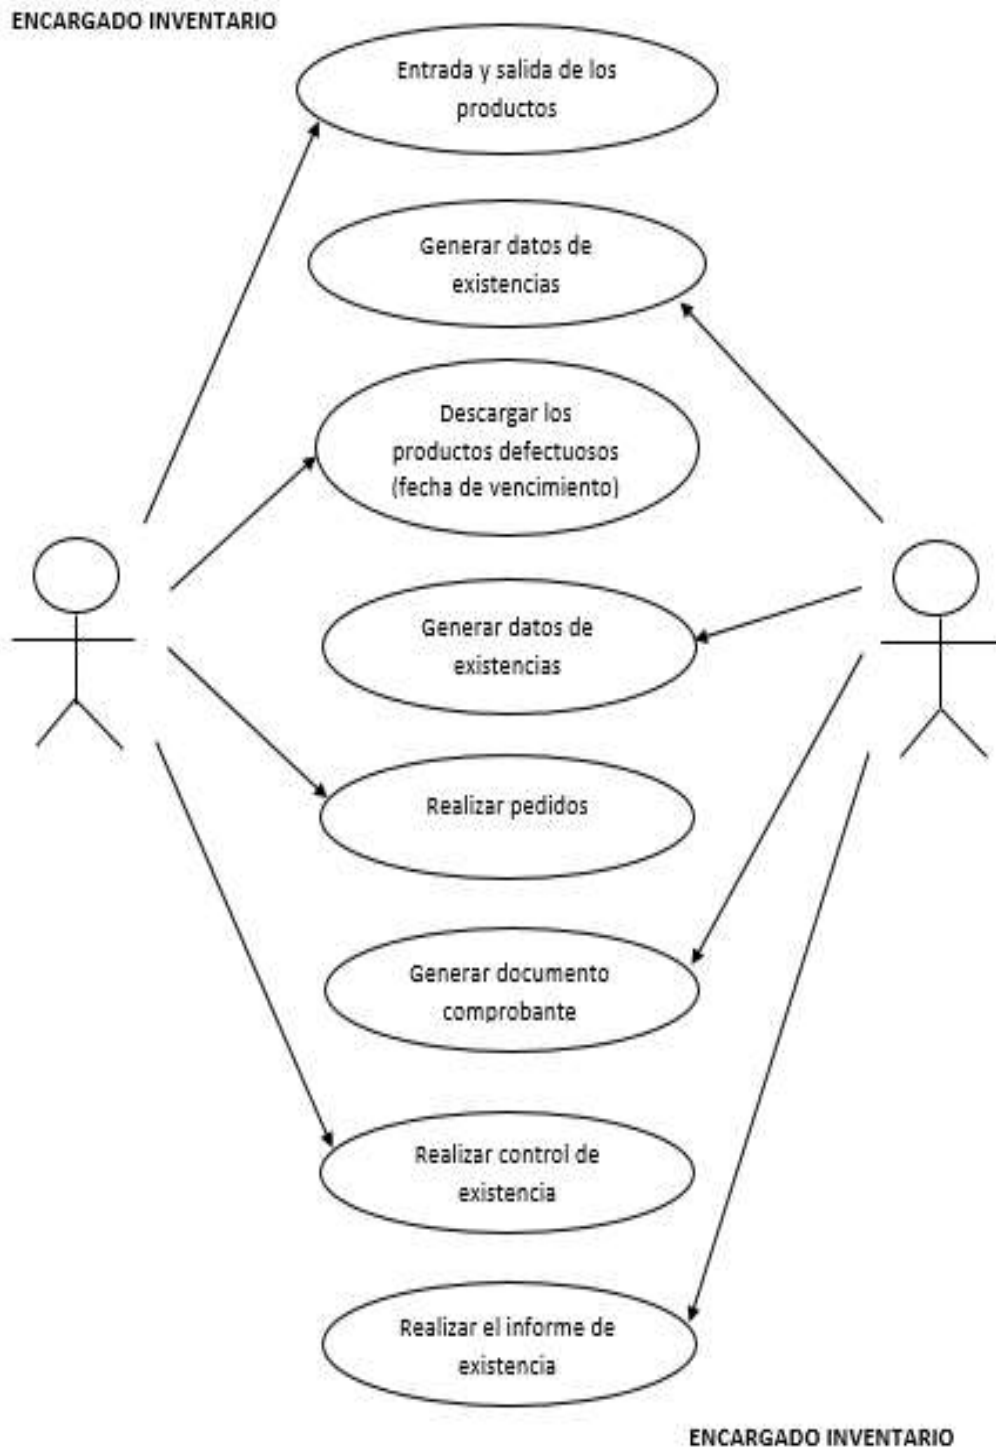 ENCARGADO INVENTARIO
Entrada y salida de los
productos
Generar datos de
existencias
Descargar los
productos defectuosos
(fecha de vencimiento)
Generar datos de
existencias
Realizar pedidos
Generar documento
comprobante
Realizar control de
existencia
Realizar el informe de
existencia
ENCARGADO INVENTARIO